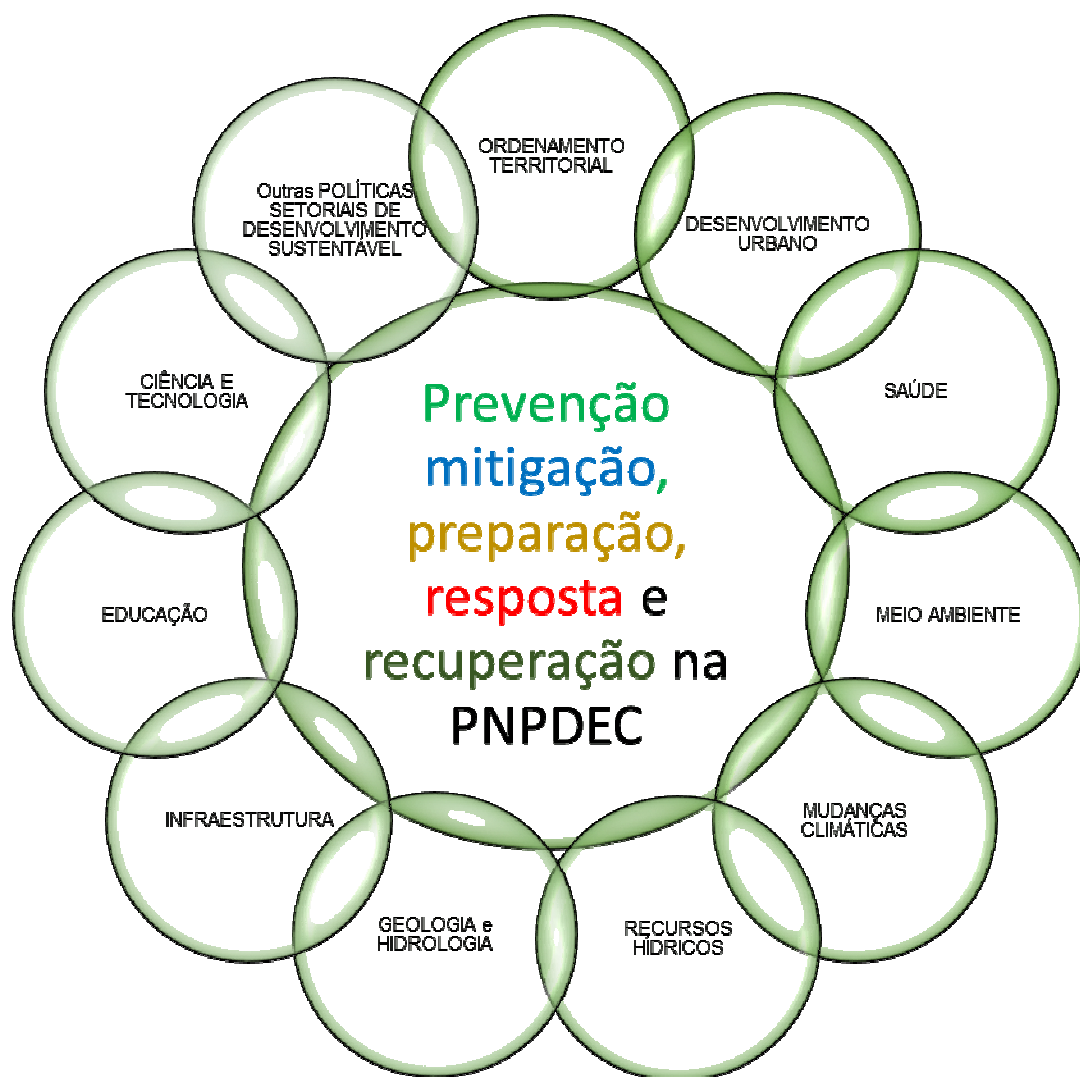 ORDENAMENTO
TERRITORIAL
DESENVOLVIMENTO
URBANO
SAÚDE
MEIO AMBIENTE
MUDANÇAS
CLIMÁTICAS
RECURSOS
HÍDRICOS
GEOLOGIA e
HIDROLOGIA
INFRAESTRUTURA
EDUCAÇÃO
CIÊNCIA E
TECNOLOGIA
Outras POLÍTICAS
SETORIAIS DE
DESENVOLVIMENTO
SUSTENTÁVEL
Prevenção
mitigação,
preparação,
resposta e
recuperação na
PNPDEC